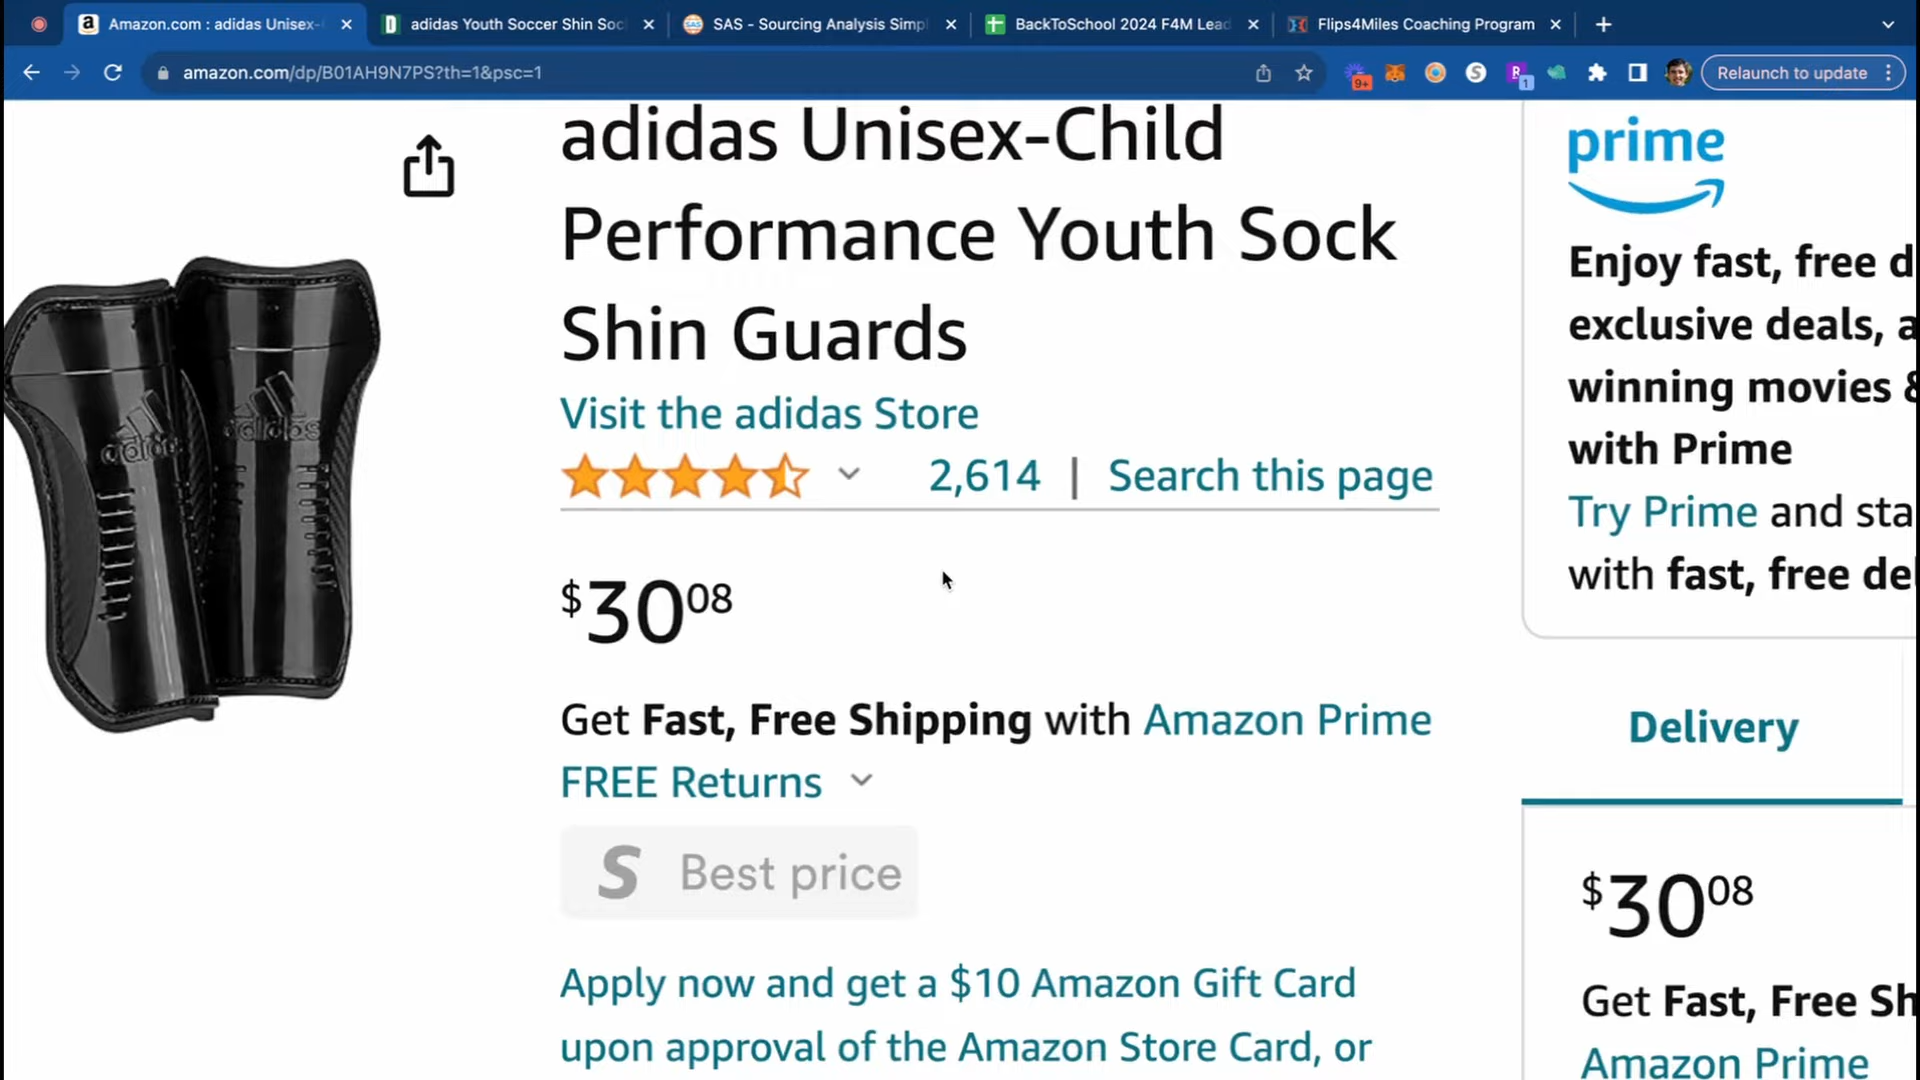 Amazon.com : adidas Unisex-
adidas Youth Soccer Shin Soc
SAS - Sourcing Analysis Simpl
BackToSchool 2024 F4M Lead
Flips4Miles Coaching Program
amazon.com/dp/B01AH9N7PS?th=1&psc=1
9+
1
Relaunch to update
adidas Unisex-Child
Performance Youth Sock
Shin Guards
Visit the adidas Store
2,614 | Search this page
$3008
Get Fast, Free Shipping with Amazon Prime
FREE Returns
S Best price
Apply now and get a $10 Amazon Gift Card
upon approval of the Amazon Store Card, or
adidas
adidas
prime
Enjoy fast, free d
exclusive deals, a
winning movies &
with Prime
Try Prime and sta
with fast, free del
Delivery
$3008
Get Fast, Free Sh
Amazon Prime